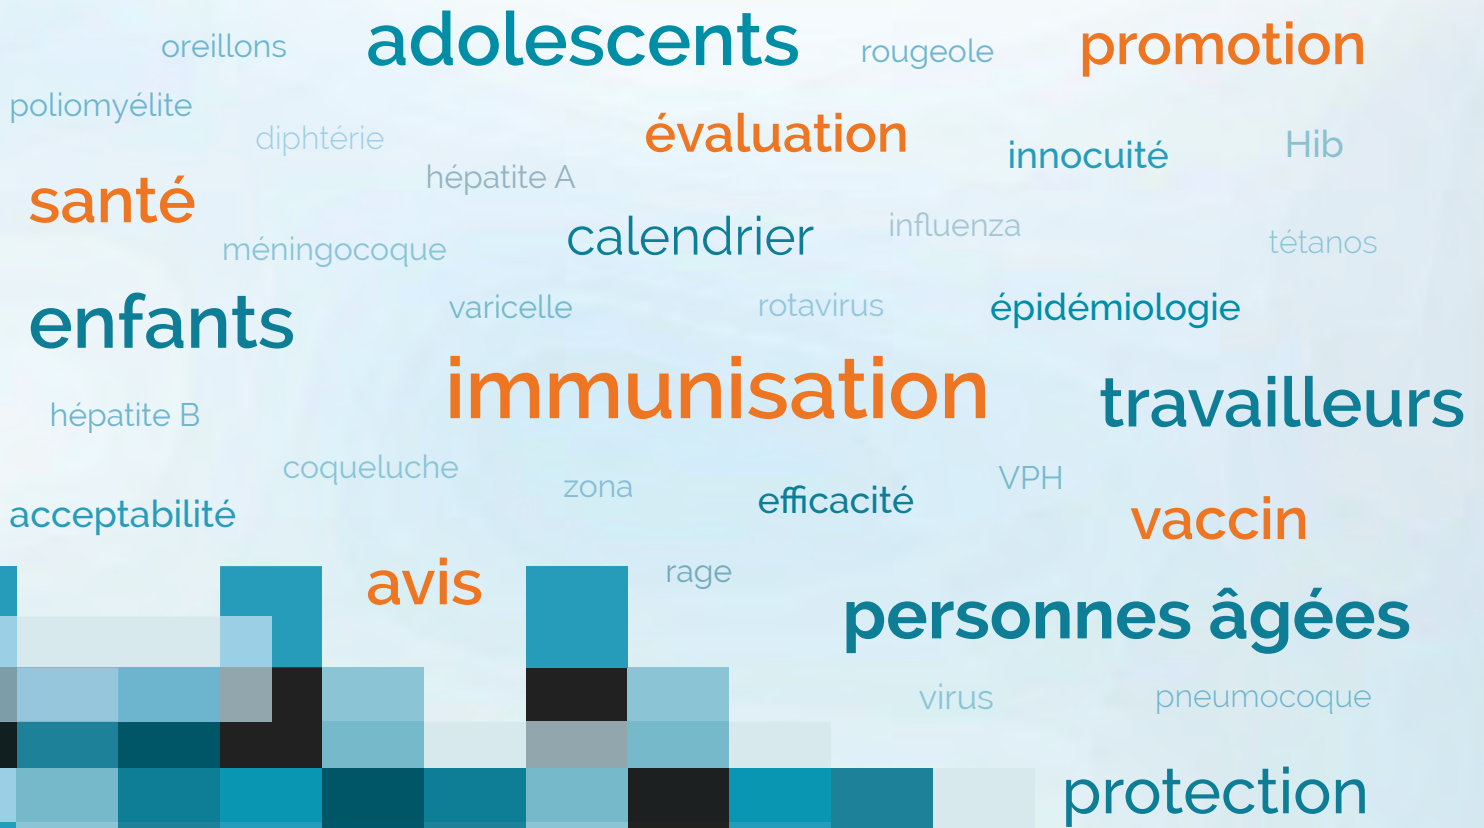 oreillons
adolescents
rougeole
promotion
poliomyélite
diphtérie
évaluation
innocuité
Hib
hépatite A
santé
méningocoque
calendrier
influenza
tétanos
enfants
varicelle
rotavirus
épidémiologie
immunisation
travailleurs
hépatite B
coqueluche
zona
efficacité
VPH
acceptabilité
vaccin
avis
rage
personnes âgées
virus
pneumocoque
protection